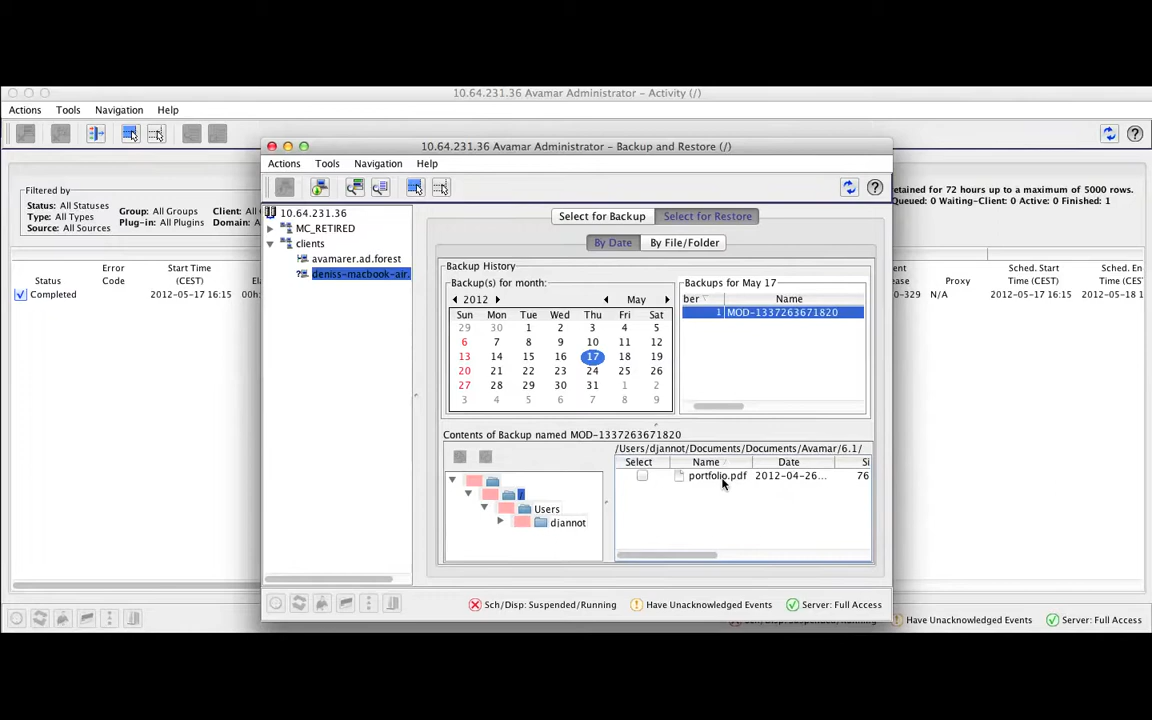 10.64.231.36 Avamar Administrator - Activity (/)
Actions Tools Navigation Help
Filtered by
Status: All Statuses
Type: All Types
Source: All Sources
Group: All Groups
Plug-in: All Plugins
Client: All
Domain: A
etained for 72 hours up to a maximum of 5000 rows.
Queued: 0 Waiting-Client: 0 Active: 0 Finished: 1
Status Error Code Start Time (CEST) Elap
Completed 2012-05-17 16:15 00h:
ent
ease Proxy Sched. Start Time (CEST) Sched. En Time (CE
0-329 N/A 2012-05-17 16:15 2012-05-18 1
10.64.231.36 Avamar Administrator - Backup and Restore (/)
Actions Tools Navigation Help
10.64.231.36
MC_RETIRED
clients
avamarer.ad.forest
deniss-macbook-air.
Select for Backup Select for Restore
By Date By File/Folder
Backup History
Backup(s) for month:
2012 May
Sun Mon Tue Wed Thu Fri Sat
29 30 1 2 3 4 5
6 7 8 9 10 11 12
13 14 15 16 17 18 19
20 21 22 23 24 25 26
27 28 29 30 31 1 2
3 4 5 6 7 8 9
Backups for May 17
ber Name
1 MOD-1337263671820
Contents of Backup named MOD-1337263671820
/
Users
djannot
/Users/djannot/Documents/Documents/Avamar/6.1/
Select Name Date Si
portfolio.pdf 2012-04-26... 76
Sch/Disp: Suspended/Running Have Unacknowledged Events Server: Full Access
Have Unacknowledged Events Server: Full Access